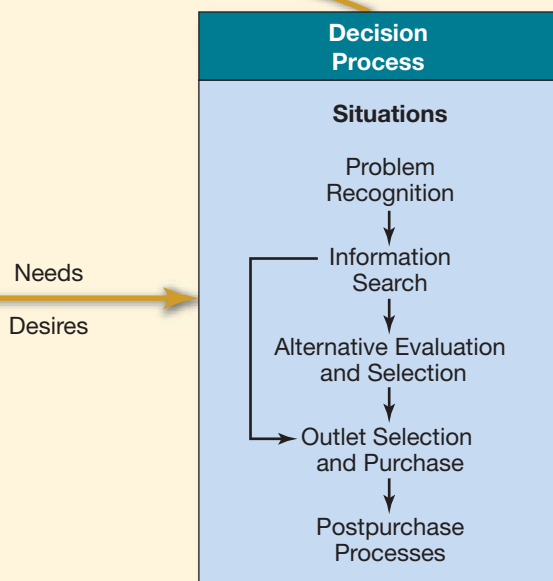 Decision
Process
Situations
Problem
Recognition
Needs
Desires
Information
Search
Alternative Evaluation
and Selection
Outlet Selection
and Purchase
Postpurchase
Processes